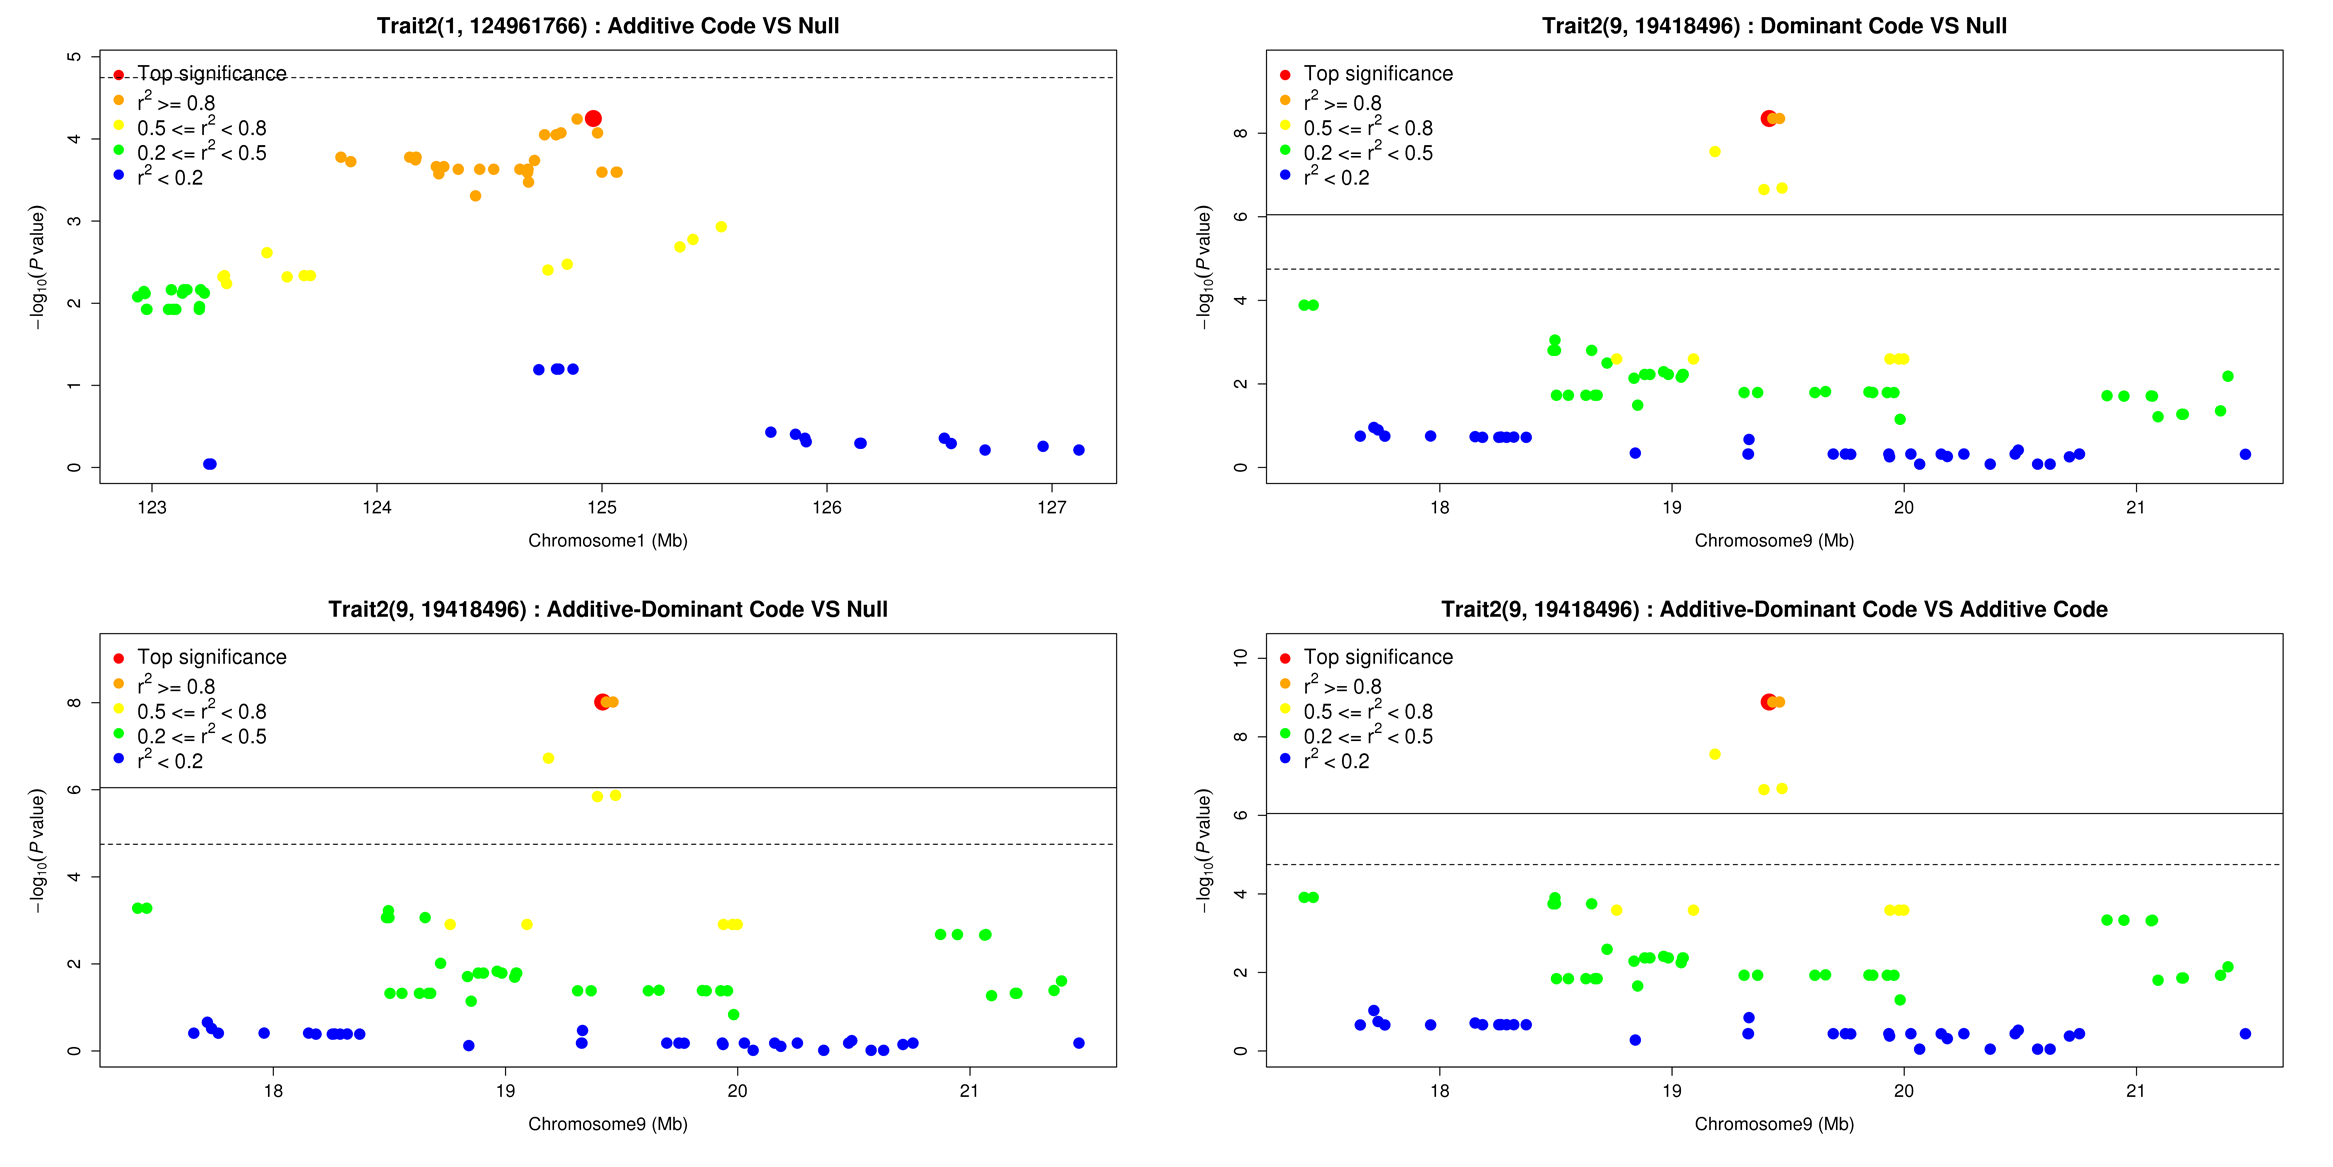 Trait2(1, 124961766) : Additive Code VS Null
Top significance
r² >= 0.8
0.5 <= r² < 0.8
0.2 <= r² < 0.5
r² < 0.2
5
4
3
2
1
0
−log₁₀(P value)
123 124 125 126 127
Chromosome1 (Mb)
Trait2(9, 19418496) : Dominant Code VS Null
Top significance
r² >= 0.8
0.5 <= r² < 0.8
0.2 <= r² < 0.5
r² < 0.2
8
6
4
2
0
−log₁₀(P value)
18 19 20 21
Chromosome9 (Mb)
Trait2(9, 19418496) : Additive-Dominant Code VS Null
Top significance
r² >= 0.8
0.5 <= r² < 0.8
0.2 <= r² < 0.5
r² < 0.2
8
6
4
2
0
−log₁₀(P value)
18 19 20 21
Chromosome9 (Mb)
Trait2(9, 19418496) : Additive-Dominant Code VS Additive Code
Top significance
r² >= 0.8
0.5 <= r² < 0.8
0.2 <= r² < 0.5
r² < 0.2
10
8
6
4
2
0
−log₁₀(P value)
18 19 20 21
Chromosome9 (Mb)